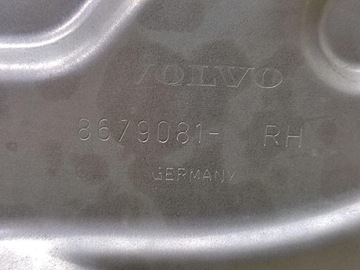 VOLVO
8679081- RH
GERMANY